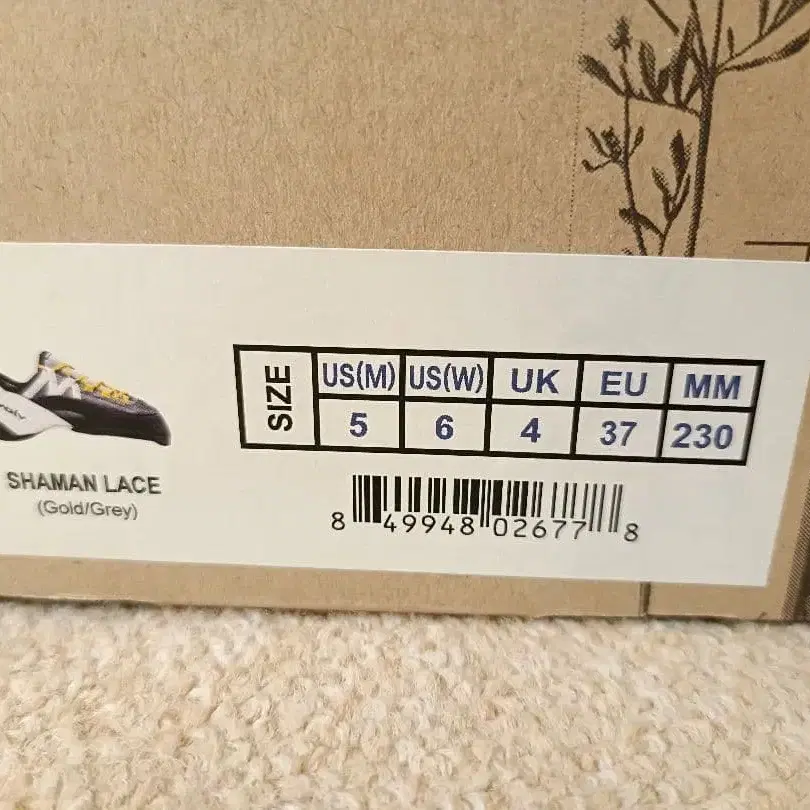 SIZE US(M) US(W) UK EU MM
5 6 4 37 230
SHAMAN LACE
(Gold/Grey)
8 49948 02677 8